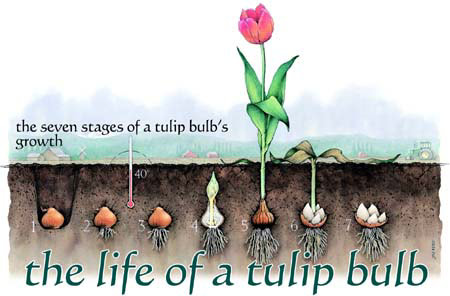 the seven stages of a tulip bulb's
growth
40°
1 2 3 4 5 6 7
the life of a tulip bulb